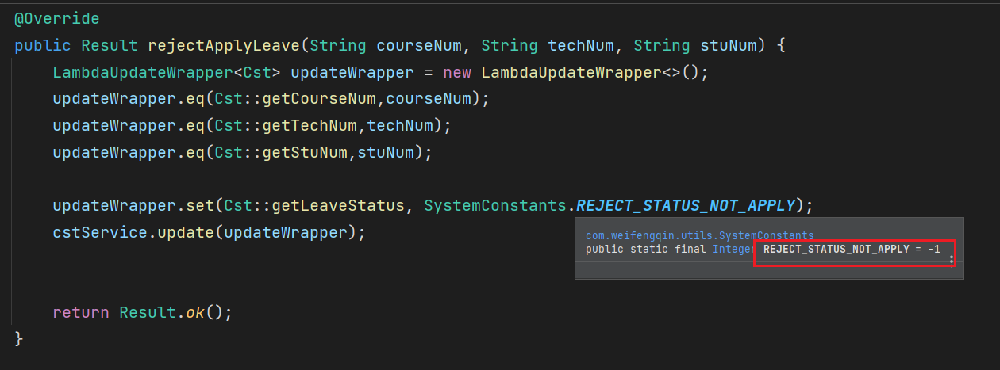 @Override
public Result rejectApplyLeave(String courseNum, String techNum, String stuNum) {
LambdaUpdateWrapper<Cst> updateWrapper = new LambdaUpdateWrapper<>();
updateWrapper.eq(Cst::getCourseNum,courseNum);
updateWrapper.eq(Cst::getTechNum,techNum);
updateWrapper.eq(Cst::getStuNum,stuNum);
updateWrapper.set(Cst::getLeaveStatus, SystemConstants.REJECT_STATUS_NOT_APPLY);
cstService.update(updateWrapper);
com.weifengqin.utils.SystemConstants
public static final Integer REJECT_STATUS_NOT_APPLY = -1
return Result.ok();
}